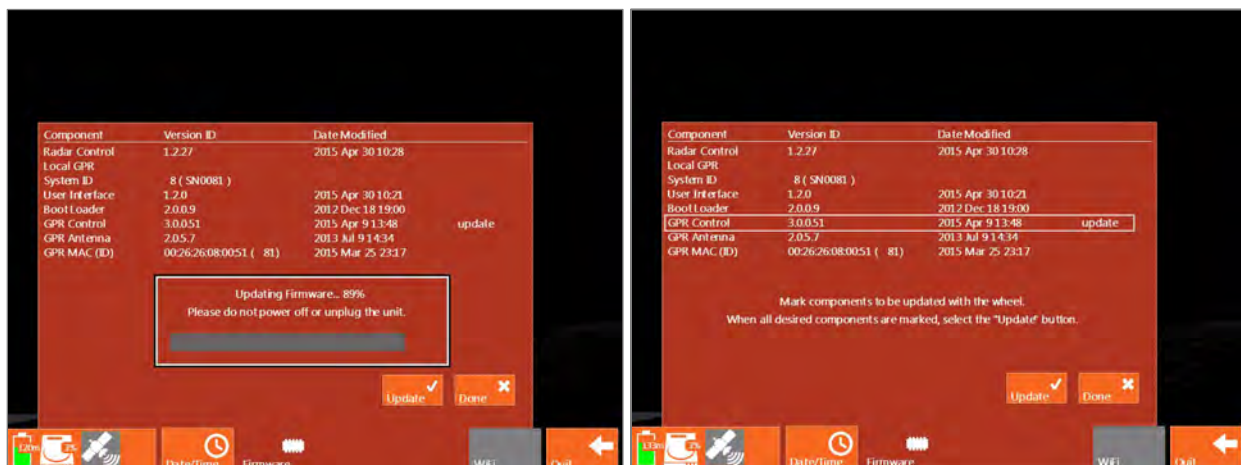 Component Version ID Date Modified
Radar Control 1.2.27 2015 Apr 30 10:28
Local GPR
System ID 8 ( SN0081 )
User Interface 1.2.0 2015 Apr 30 10:21
Boot Loader 2.0.0.9 2012 Dec 18 19:00
GPR Control 3.0.0.51 2015 Apr 9 13:48 update
GPR Antenna 2.0.5.7 2013 Jul 9 14:34
GPR MAC (ID) 00:26:26:08:00:51 ( 81) 2015 Mar 25 23:17
Updating Firmware... 89%
Please do not power off or unplug the unit.
Update Done
120m 2% Date/Time Firmware WiFi Quit
Component Version ID Date Modified
Radar Control 1.2.27 2015 Apr 30 10:28
Local GPR
System ID 8 ( SN0081 )
User Interface 1.2.0 2015 Apr 30 10:21
Boot Loader 2.0.0.9 2012 Dec 18 19:00
GPR Control 3.0.0.51 2015 Apr 9 13:48 update
GPR Antenna 2.0.5.7 2013 Jul 9 14:34
GPR MAC (ID) 00:26:26:08:00:51 ( 81) 2015 Mar 25 23:17
Mark components to be updated with the wheel.
When all desired components are marked, select the "Update" button.
Update Done
133m 2% Date/Time Firmware WiFi Quit